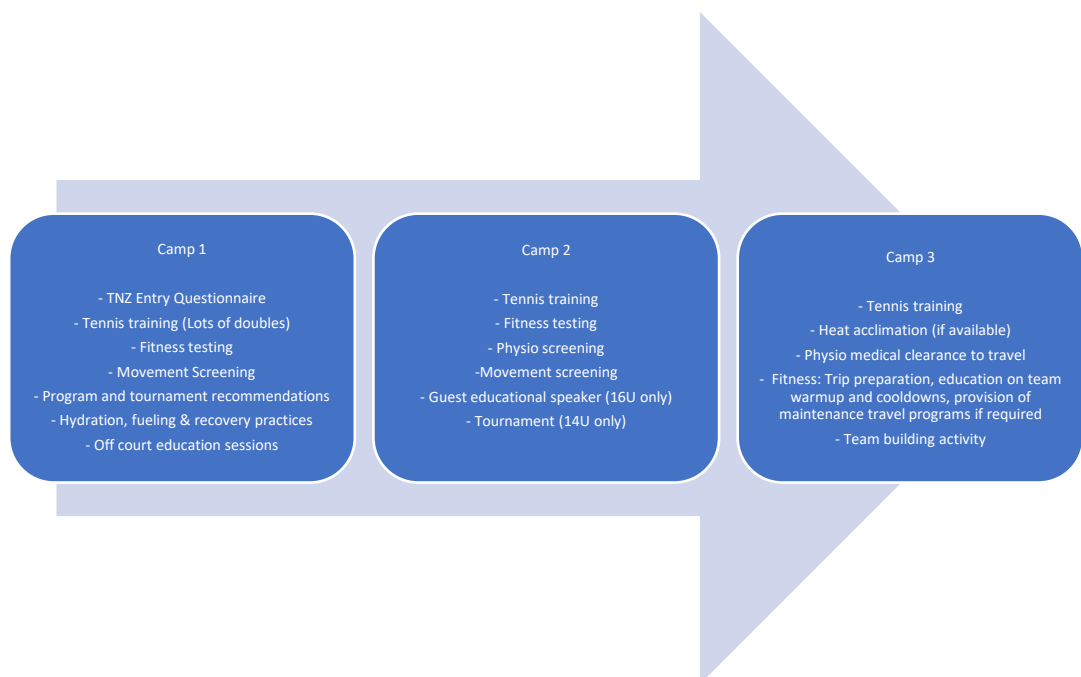 Camp 1
- TNZ Entry Questionnaire
- Tennis training (Lots of doubles)
- Fitness testing
- Movement Screening
- Program and tournament recommendations
- Hydration, fueling & recovery practices
- Off court education sessions
Camp 2
- Tennis training
- Fitness testing
- Physio screening
-Movement screening
- Guest educational speaker (16U only)
- Tournament (14U only)
Camp 3
- Tennis training
- Heat acclimation (if available)
- Physio medical clearance to travel
- Fitness: Trip preparation, education on team
warmup and cooldowns, provision of
maintenance travel programs if required
- Team building activity